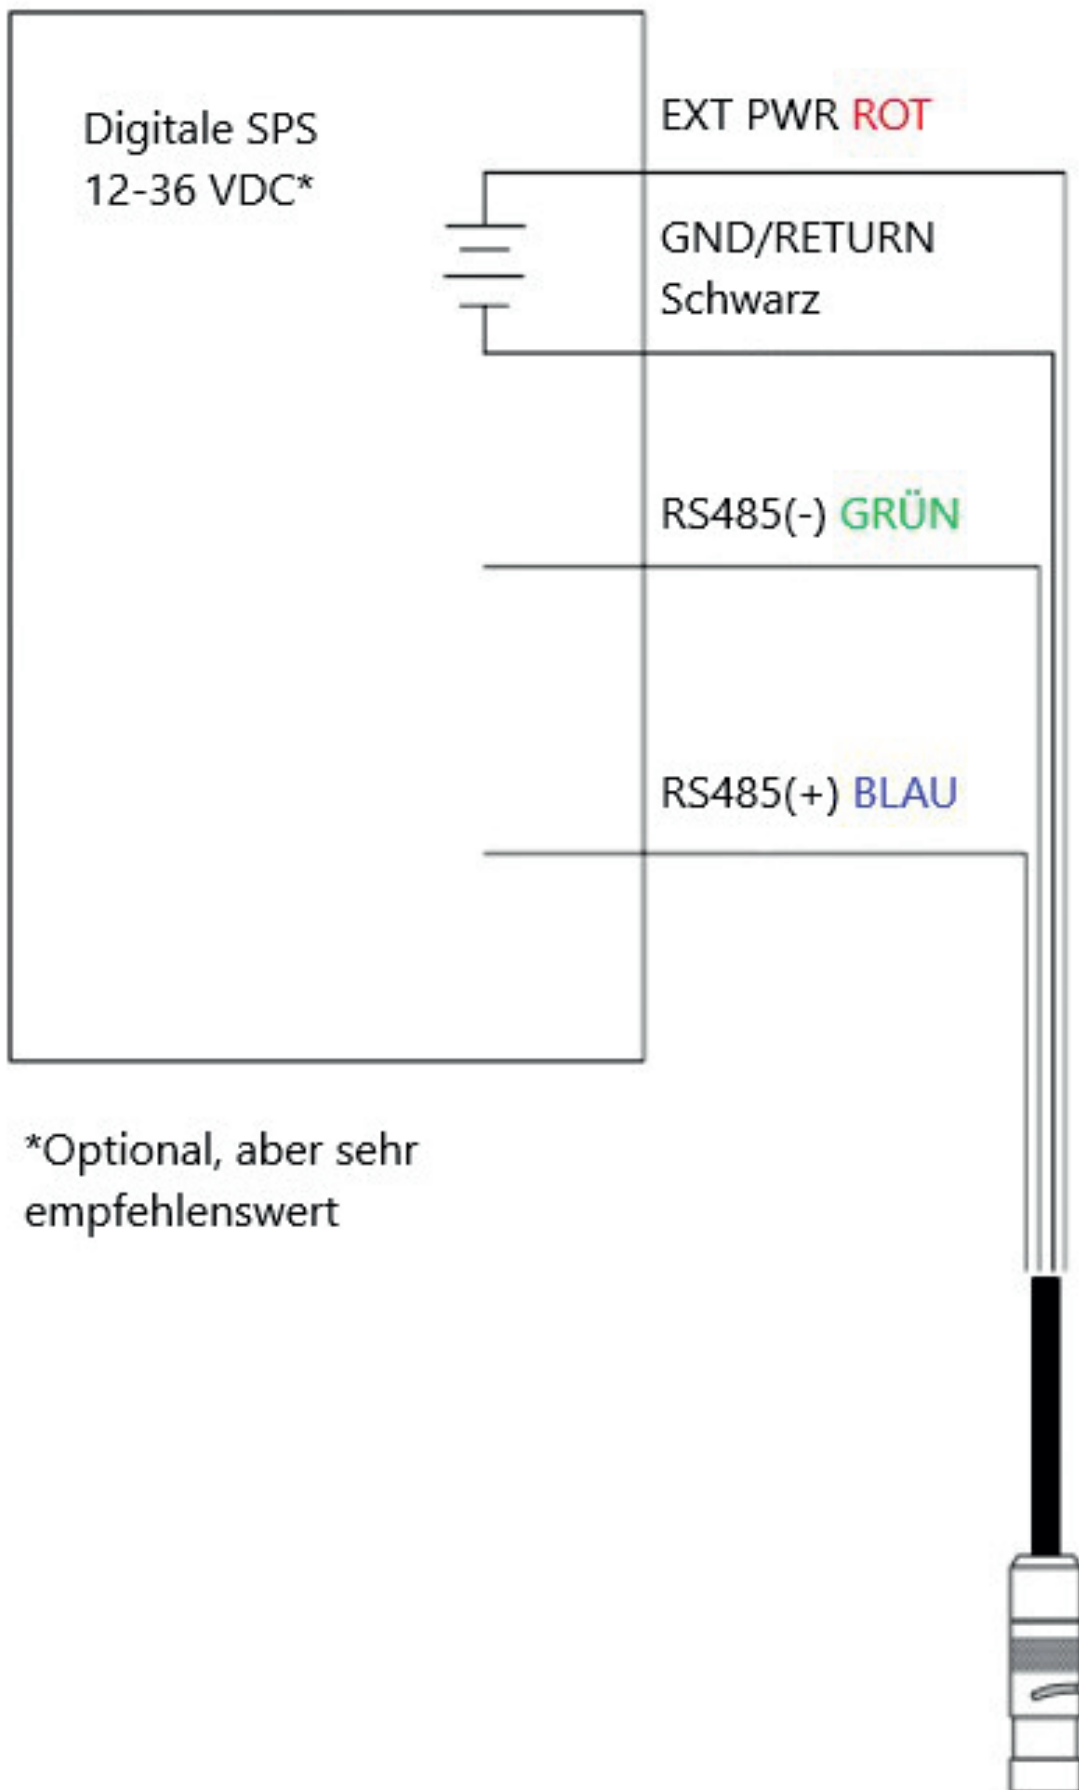 Digitale SPS
12-36 VDC*
EXT PWR ROT
GND/RETURN
Schwarz
RS485(-) GRÜN
RS485(+) BLAU
*Optional, aber sehr
empfehlenswert